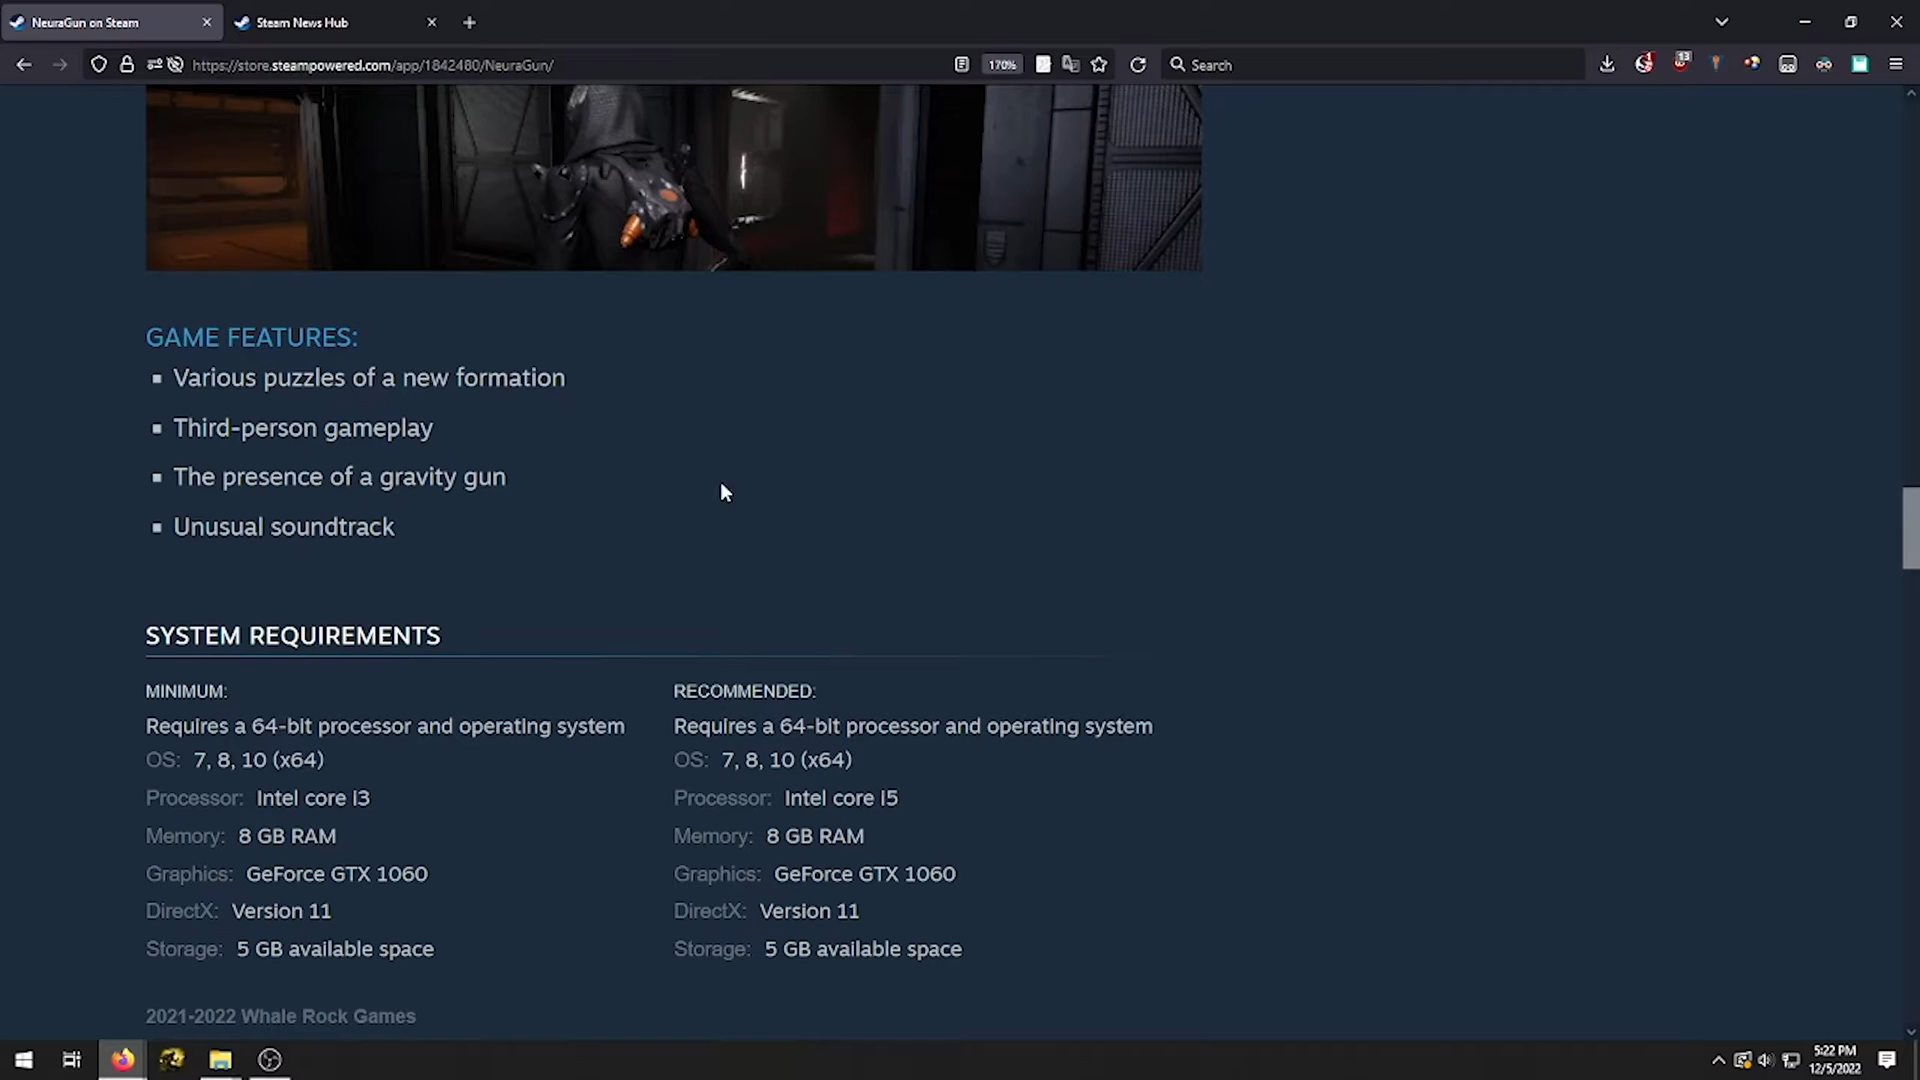 NeuraGun on Steam
Steam News Hub
https://store.steampowered.com/app/1842480/NeuraGun/
170%
Search
1
13
GAME FEATURES:
Various puzzles of a new formation
Third-person gameplay
The presence of a gravity gun
Unusual soundtrack
SYSTEM REQUIREMENTS
MINIMUM:
Requires a 64-bit processor and operating system
OS: 7, 8, 10 (x64)
Processor: Intel core i3
Memory: 8 GB RAM
Graphics: GeForce GTX 1060
DirectX: Version 11
Storage: 5 GB available space
RECOMMENDED:
Requires a 64-bit processor and operating system
OS: 7, 8, 10 (x64)
Processor: Intel core i5
Memory: 8 GB RAM
Graphics: GeForce GTX 1060
DirectX: Version 11
Storage: 5 GB available space
2021-2022 Whale Rock Games
5:22 PM
12/5/2022